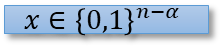 x ∈ {0,1}ⁿ⁻ᵅ